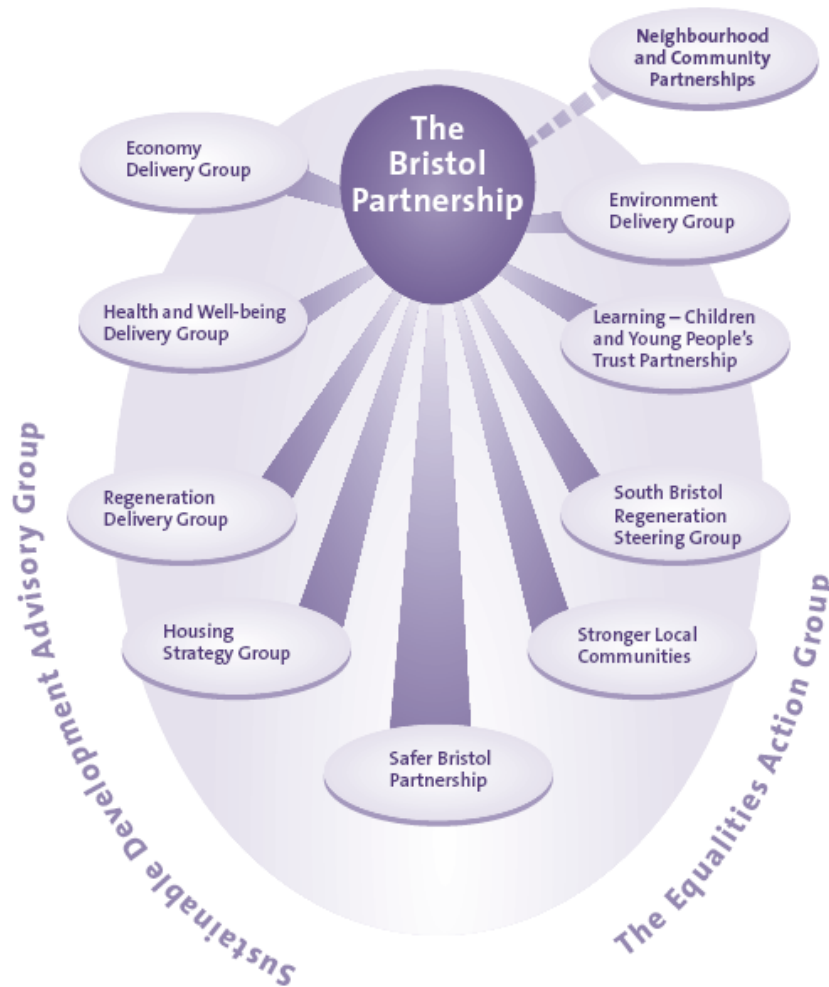 Neighbourhood
and Community
Partnerships
The
Bristol
Partnership
Economy
Delivery Group
Environment
Delivery Group
Health and Well-being
Delivery Group
Learning – Children
and Young People's
Trust Partnership
Regeneration
Delivery Group
South Bristol
Regeneration
Steering Group
Housing
Strategy Group
Stronger Local
Communities
Safer Bristol
Partnership
Sustainable Development Advisory Group
The Equalities Action Group